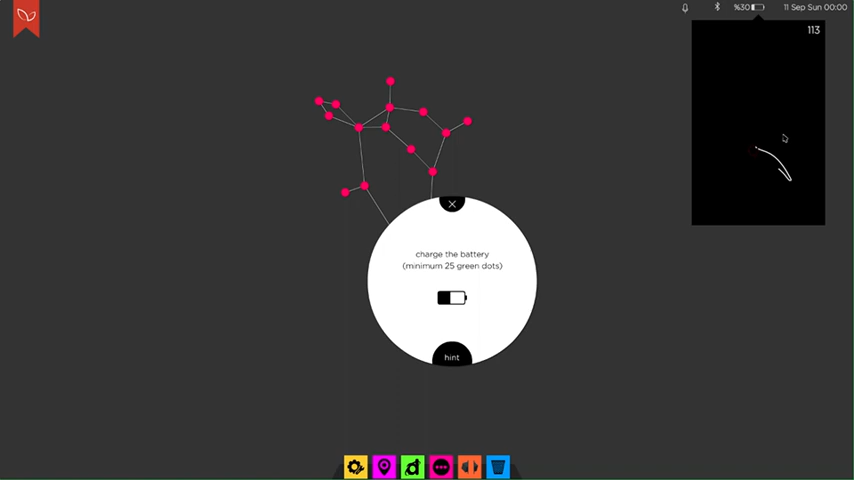 %30
11 Sep Sun 00:00
113
charge the battery
(minimum 25 green dots)
hint